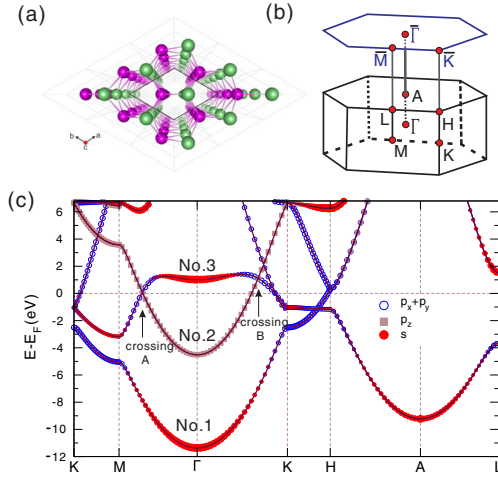 (a)
b a
c
(b)
Γ̅
M̅ K̅
A
L Γ H
M K
(c)
E-E_F (eV)
6
4
2
0
-2
-4
-6
-8
-10
-12
No.3
No.2
No.1
crossing
A
crossing
B
p_x+p_y
p_z
s
K M Γ K H A L